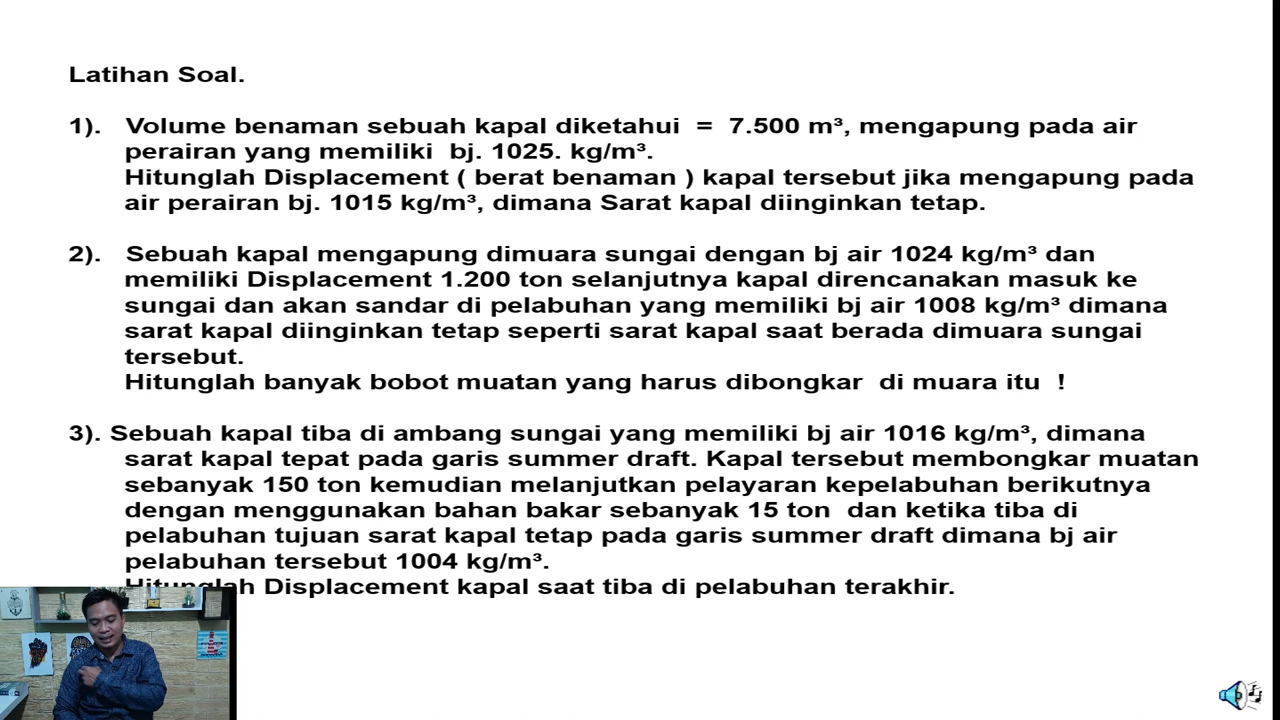 Latihan Soal.
1). Volume benaman sebuah kapal diketahui = 7.500 m³, mengapung pada air
perairan yang memiliki bj. 1025. kg/m³.
Hitunglah Displacement ( berat benaman ) kapal tersebut jika mengapung pada
air perairan bj. 1015 kg/m³, dimana Sarat kapal diinginkan tetap.
2). Sebuah kapal mengapung dimuara sungai dengan bj air 1024 kg/m³ dan
memiliki Displacement 1.200 ton selanjutnya kapal direncanakan masuk ke
sungai dan akan sandar di pelabuhan yang memiliki bj air 1008 kg/m³ dimana
sarat kapal diinginkan tetap seperti sarat kapal saat berada dimuara sungai
tersebut.
Hitunglah banyak bobot muatan yang harus dibongkar di muara itu !
3). Sebuah kapal tiba di ambang sungai yang memiliki bj air 1016 kg/m³, dimana
sarat kapal tepat pada garis summer draft. Kapal tersebut membongkar muatan
sebanyak 150 ton kemudian melanjutkan pelayaran kepelabuhan berikutnya
dengan menggunakan bahan bakar sebanyak 15 ton dan ketika tiba di
pelabuhan tujuan sarat kapal tetap pada garis summer draft dimana bj air
pelabuhan tersebut 1004 kg/m³.
Hitunglah Displacement kapal saat tiba di pelabuhan terakhir.